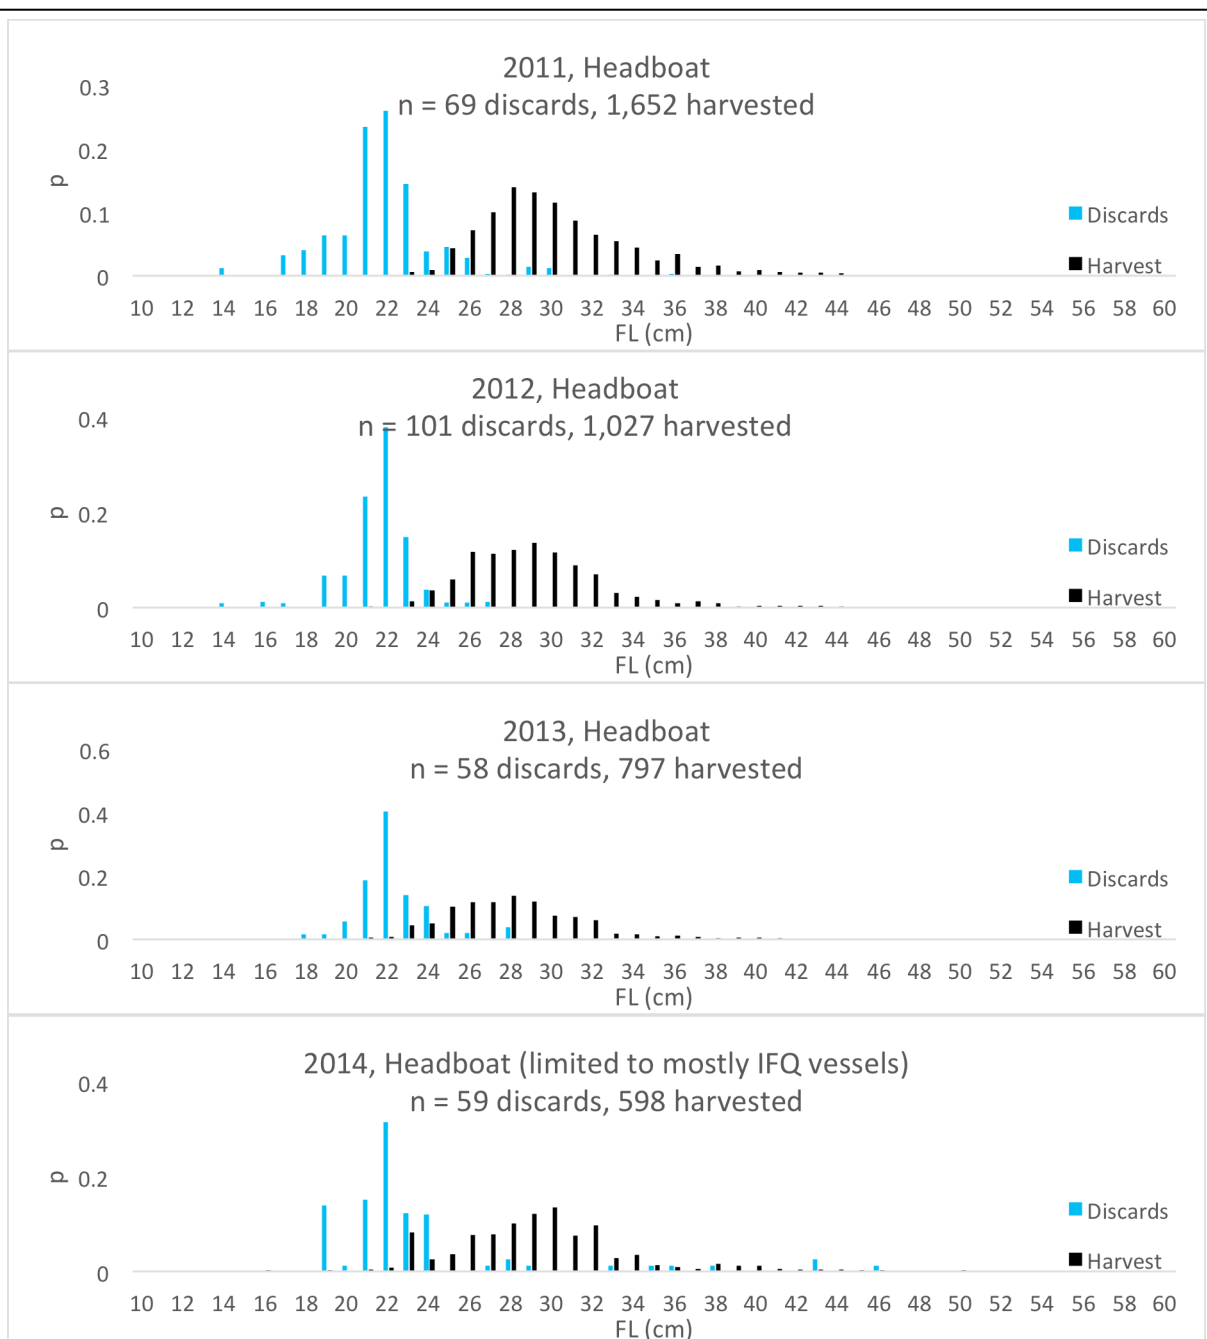 2011, Headboat
n = 69 discards, 1,652 harvested
0.3
0.2
0.1
0
p
Discards
Harvest
10 12 14 16 18 20 22 24 26 28 30 32 34 36 38 40 42 44 46 48 50 52 54 56 58 60
FL (cm)
2012, Headboat
n = 101 discards, 1,027 harvested
0.4
0.2
0
p
Discards
Harvest
10 12 14 16 18 20 22 24 26 28 30 32 34 36 38 40 42 44 46 48 50 52 54 56 58 60
FL (cm)
2013, Headboat
n = 58 discards, 797 harvested
0.6
0.4
0.2
0
p
Discards
Harvest
10 12 14 16 18 20 22 24 26 28 30 32 34 36 38 40 42 44 46 48 50 52 54 56 58 60
FL (cm)
2014, Headboat (limited to mostly IFQ vessels)
n = 59 discards, 598 harvested
0.4
0.2
0
p
Discards
Harvest
10 12 14 16 18 20 22 24 26 28 30 32 34 36 38 40 42 44 46 48 50 52 54 56 58 60
FL (cm)